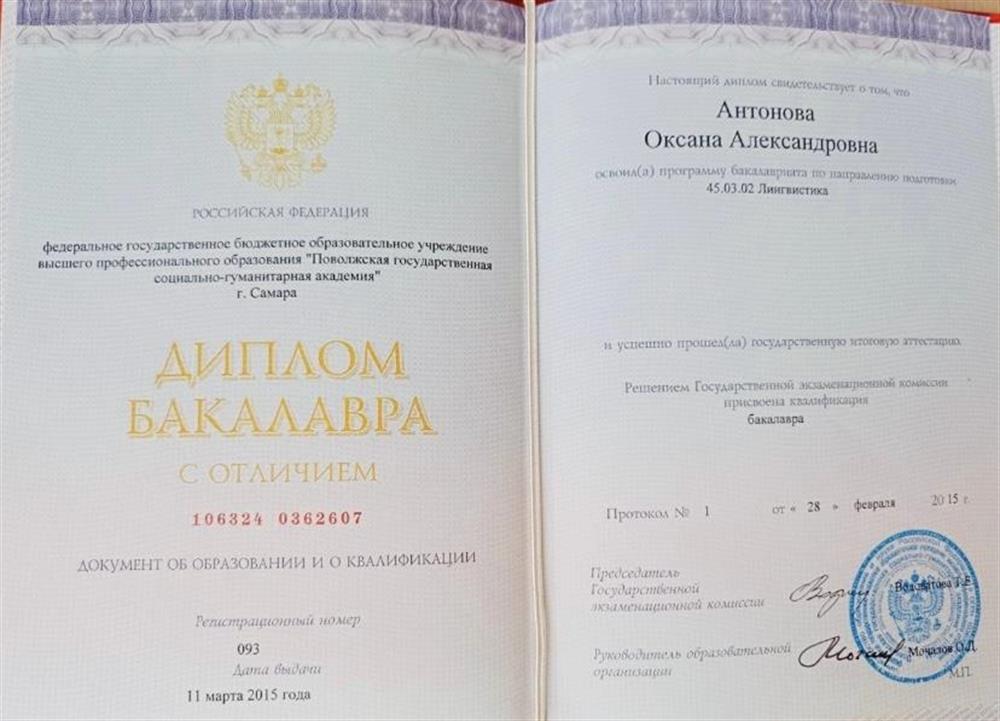 РОССИЙСКАЯ ФЕДЕРАЦИЯ
федеральное государственное бюджетное образовательное учреждение
высшего профессионального образования "Поволжская государственная
социально-гуманитарная академия"
г. Самара
ДИПЛОМ
БАКАЛАВРА
С ОТЛИЧИЕМ
106324 0362607
ДОКУМЕНТ ОБ ОБРАЗОВАНИИ И О КВАЛИФИКАЦИИ
Регистрационный номер
093
Дата выдачи
11 марта 2015 года
Настоящий диплом свидетельствует о том, что
Антонова
Оксана Александровна
освоил(а) программу бакалавриата по направлению подготовки
45.03.02 Лингвистика
и успешно прошел(ла) государственную итоговую аттестацию
Решением Государственной экзаменационной комиссии
присвоена квалификация
бакалавра
Протокол № 1 от « 28 » февраля 2015 г.
Председатель
Государственной
экзаменационной комиссии
Водоватова Т.Е.
Руководитель образовательной
организации
Мочалов О.Д.
М.П.